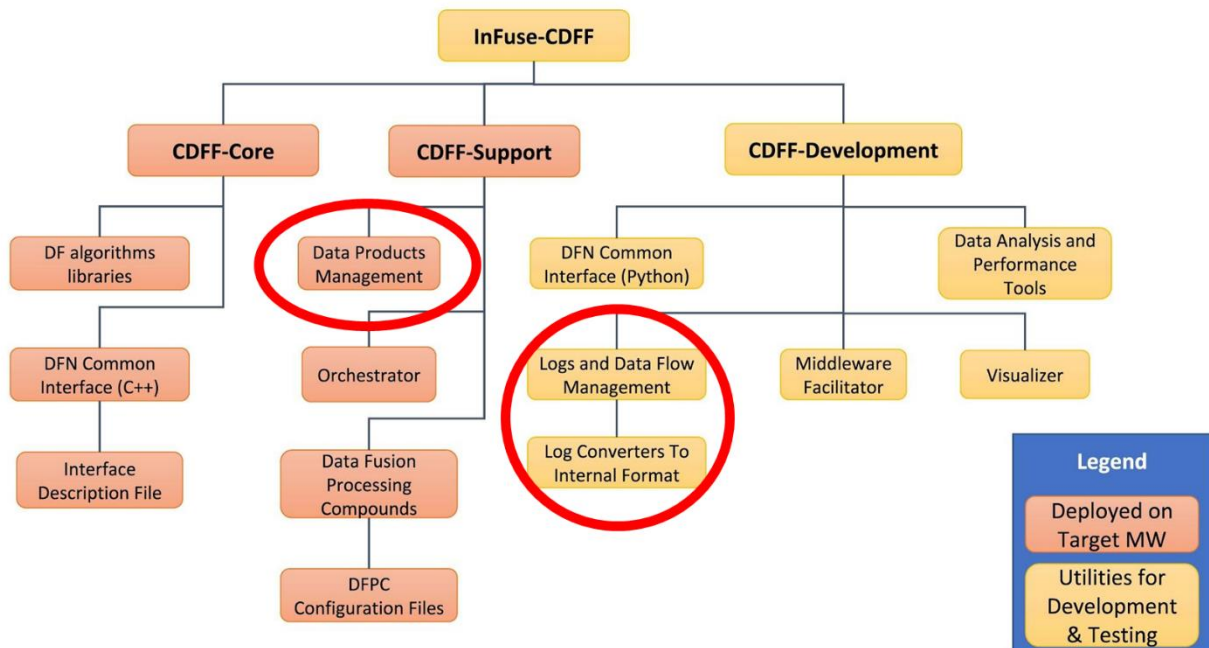 InFuse-CDFF
CDFF-Core
CDFF-Support
CDFF-Development
DF algorithms
libraries
Data Products
Management
DFN Common
Interface (Python)
Data Analysis and
Performance
Tools
DFN Common
Interface (C++)
Orchestrator
Logs and Data Flow
Management
Middleware
Facilitator
Visualizer
Interface
Description File
Data Fusion
Processing
Compounds
Log Converters To
Internal Format
DFPC
Configuration Files
Legend
Deployed on
Target MW
Utilities for
Development
& Testing